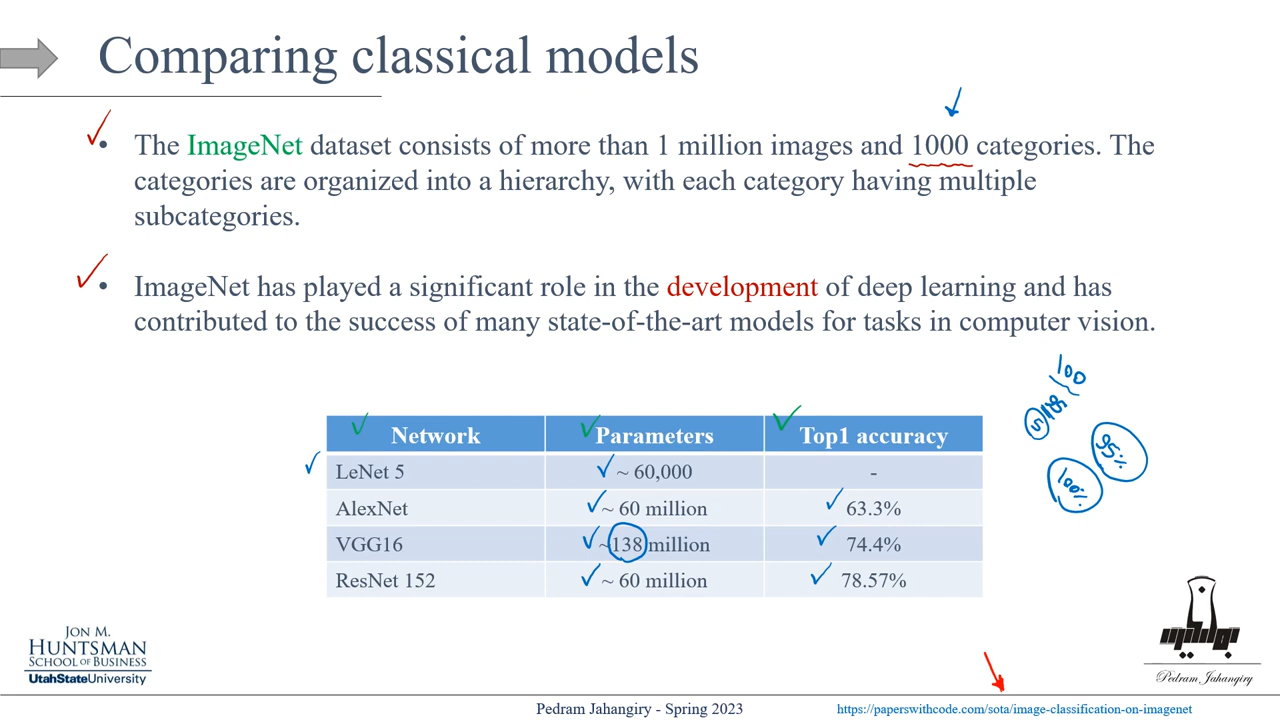 Comparing classical models
• The ImageNet dataset consists of more than 1 million images and 1000 categories. The
categories are organized into a hierarchy, with each category having multiple
subcategories.
• ImageNet has played a significant role in the development of deep learning and has
contributed to the success of many state-of-the-art models for tasks in computer vision.
100
5
95%
100%
Network Parameters Top1 accuracy
LeNet 5 ~ 60,000 -
AlexNet ~ 60 million 63.3%
VGG16 ~138 million 74.4%
ResNet 152 ~ 60 million 78.57%
JON M.
HUNTSMAN
SCHOOL OF BUSINESS
UtahStateUniversity
Pedram Jahangiry
Pedram Jahangiry - Spring 2023
https://paperswithcode.com/sota/image-classification-on-imagenet